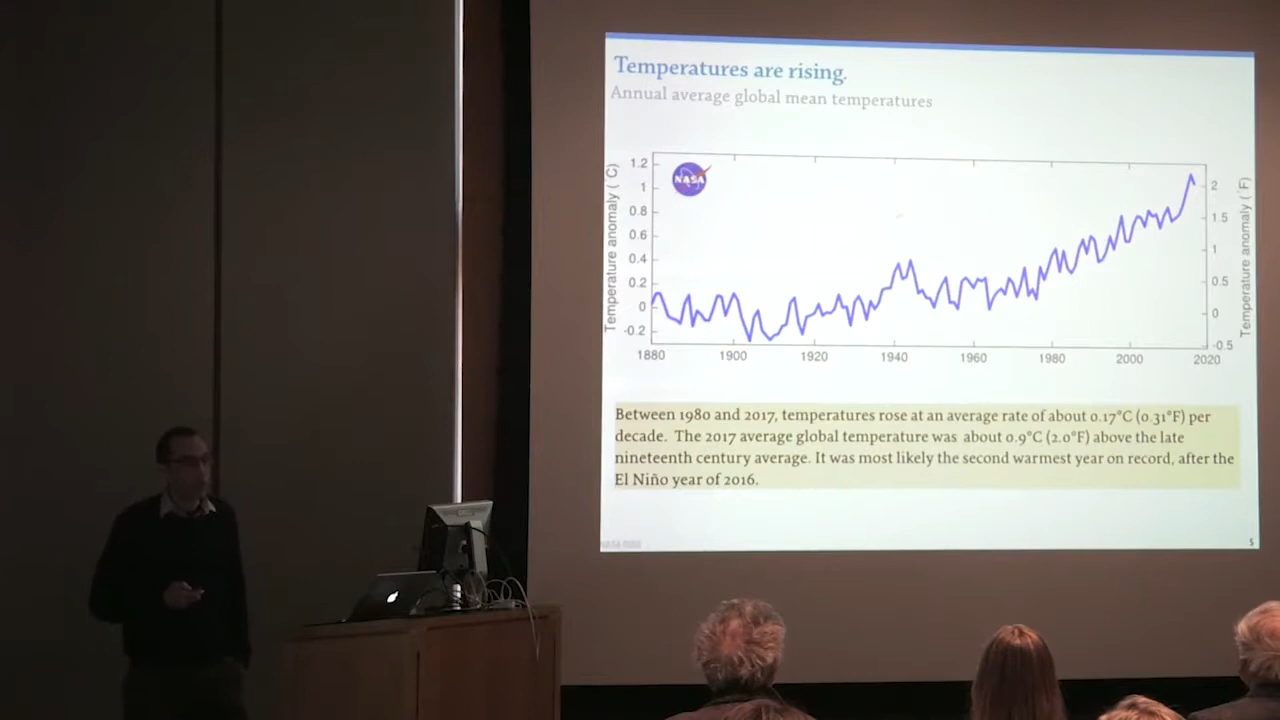 Temperatures are rising.
Annual average global mean temperatures
Temperature anomaly (°C)
1.2
1
0.8
0.6
0.4
0.2
0
-0.2
NASA
2
1.5
1
0.5
0
-0.5
Temperature anomaly (°F)
1880 1900 1920 1940 1960 1980 2000 2020
Between 1980 and 2017, temperatures rose at an average rate of about 0.17°C (0.31°F) per
decade. The 2017 average global temperature was about 0.9°C (2.0°F) above the late
nineteenth century average. It was most likely the second warmest year on record, after the
El Niño year of 2016.
NASA
5